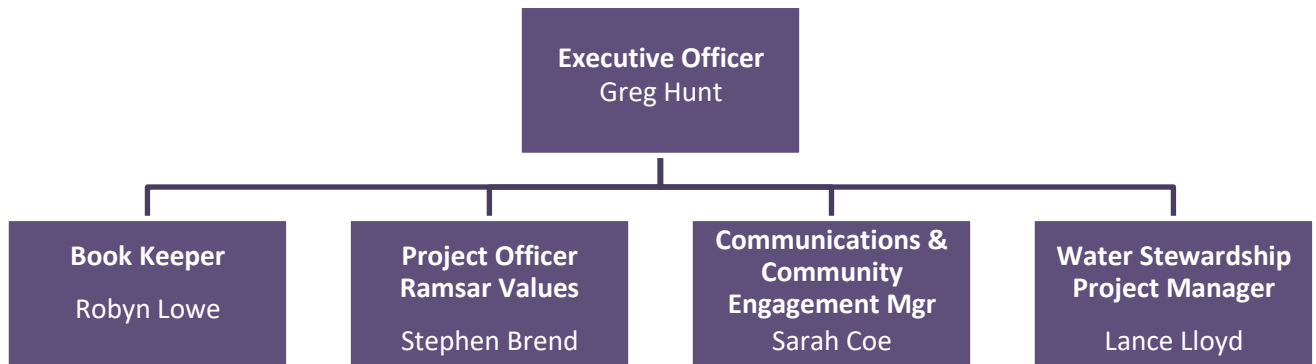 Executive Officer
Greg Hunt
Book Keeper
Robyn Lowe
Project Officer
Ramsar Values
Stephen Brend
Communications &
Community
Engagement Mgr
Sarah Coe
Water Stewardship
Project Manager
Lance Lloyd